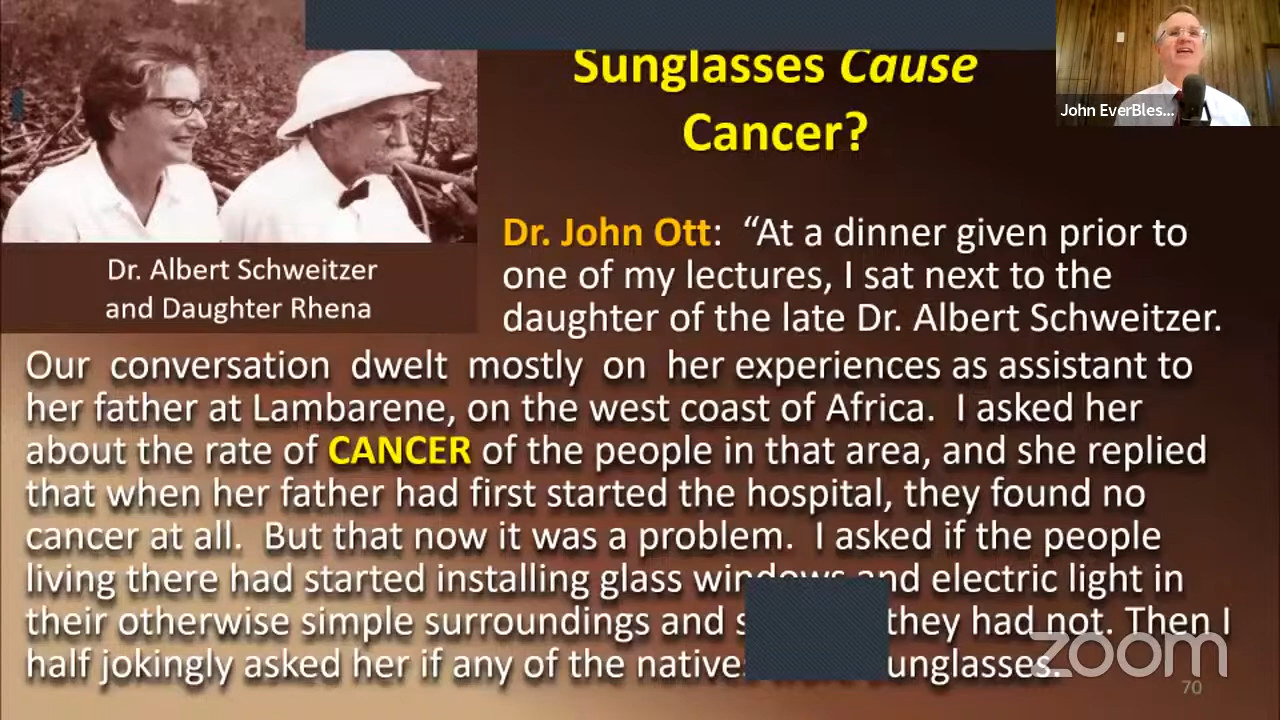 Sunglasses Cause
Cancer?
John EverBles...
Dr. Albert Schweitzer
and Daughter Rhena
Dr. John Ott: “At a dinner given prior to
one of my lectures, I sat next to the
daughter of the late Dr. Albert Schweitzer.
Our conversation dwelt mostly on her experiences as assistant to
her father at Lambarene, on the west coast of Africa. I asked her
about the rate of CANCER of the people in that area, and she replied
that when her father had first started the hospital, they found no
cancer at all. But that now it was a problem. I asked if the people
living there had started installing glass windows and electric light in
their otherwise simple surroundings and they had not. Then I
half jokingly asked her if any of the
zoom
70